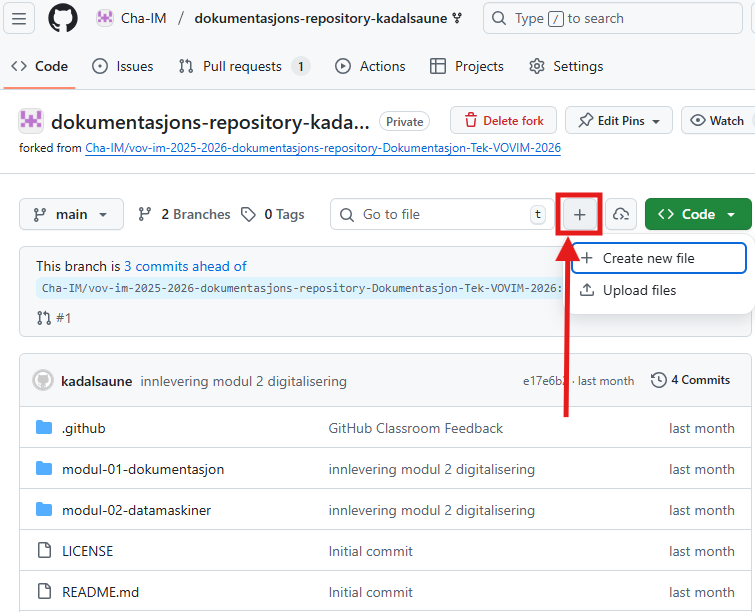 Cha-IM / dokumentasjons-repository-kadalsaune
Type / to search
Code Issues Pull requests 1 Actions Projects Settings
dokumentasjons-repository-kada... Private Delete fork Edit Pins Watch
forked from Cha-IM/vov-im-2025-2026-dokumentasjons-repository-Dokumentasjon-Tek-VOVIM-2026
main 2 Branches 0 Tags Go to file t + Code
Create new file
Upload files
This branch is 3 commits ahead of
Cha-IM/vov-im-2025-2026-dokumentasjons-repository-Dokumentasjon-Tek-VOVIM-2026:
#1
kadalsaune innlevering modul 2 digitalisering · last month 4 Commits
.github GitHub Classroom Feedback last month
modul-01-dokumentasjon innlevering modul 2 digitalisering last month
modul-02-datamaskiner innlevering modul 2 digitalisering last month
LICENSE Initial commit last month
README.md Initial commit last month